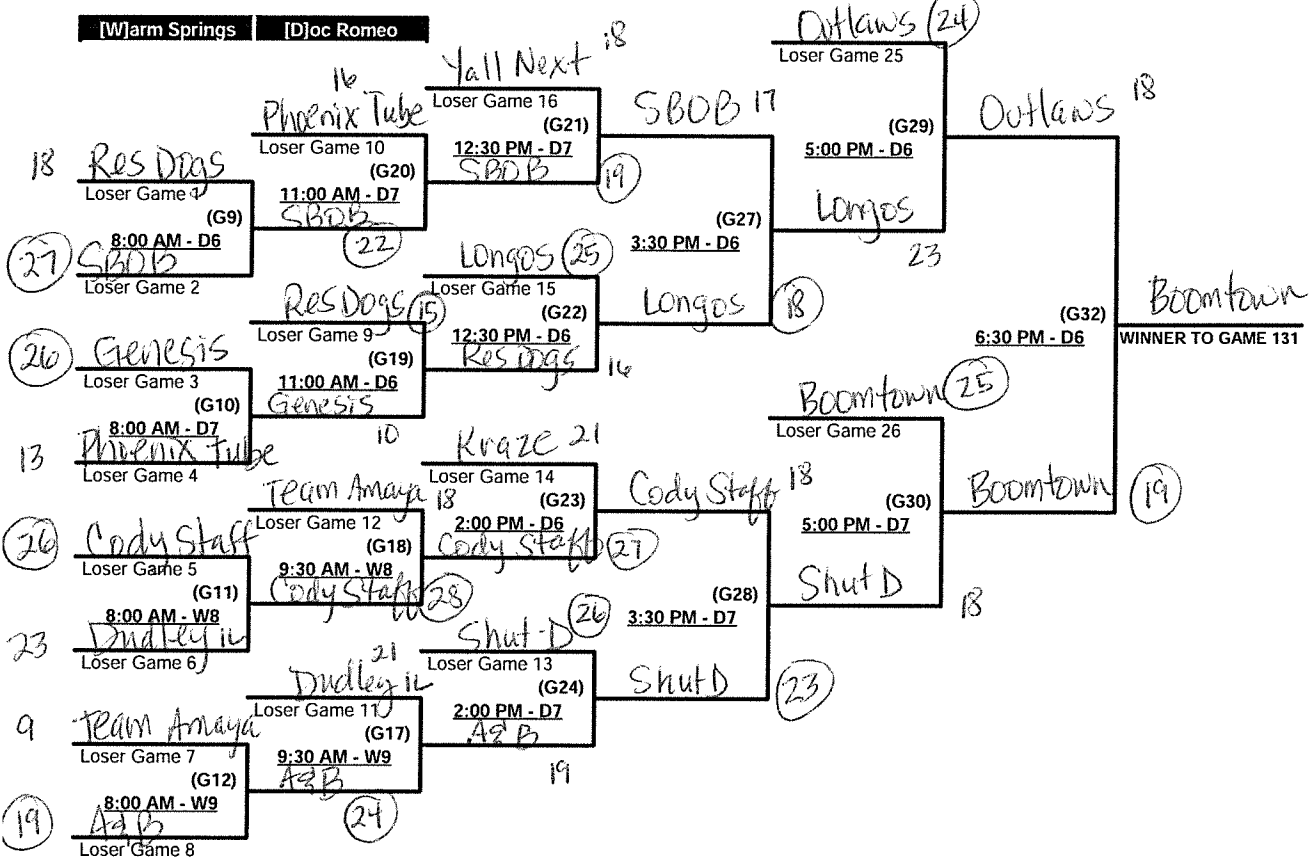 [W]arm Springs [D]oc Romeo
18 Res Dogs
Loser Game 1
(G9)
8:00 AM - D6
27 SBOB
Loser Game 2
26 Genesis
Loser Game 3
(G10)
8:00 AM - D7
13 Phoenix Tube
Loser Game 4
26 Cody Staff
Loser Game 5
(G11)
8:00 AM - W8
23 Dudley IL
Loser Game 6
9 Team Amaya
Loser Game 7
(G12)
8:00 AM - W9
19 A&B
Loser Game 8
16
Phoenix Tube
Loser Game 10
(G20)
11:00 AM - D7
SBOB
22
Res Dogs 15
Loser Game 9
(G19)
11:00 AM - D6
Genesis
10
Team Amaya 18
Loser Game 12
(G18)
9:30 AM - W8
Cody Staff 28
21
Dudley IL
Loser Game 11
(G17)
9:30 AM - W9
A&B
24
Yall Next 18
Loser Game 16
(G21)
12:30 PM - D7
SBOB 19
Longos 25
Loser Game 15
(G22)
12:30 PM - D6
Res Dogs 16
Kraze 21
Loser Game 14
(G23)
2:00 PM - D6
Cody Staff 27
Shut-D 26
Loser Game 13
(G24)
2:00 PM - D7
A&B
19
SBOB 17
(G27)
3:30 PM - D6
Longos 18
Cody Staff 18
(G28)
3:30 PM - D7
Shut D 23
Outlaws 24
Loser Game 25
(G29)
5:00 PM - D6
Longos
23
Boomtown 25
Loser Game 26
(G30)
5:00 PM - D7
Shut D 18
Outlaws 18
(G32)
6:30 PM - D6
Boomtown 19
Boomtown
WINNER TO GAME 131